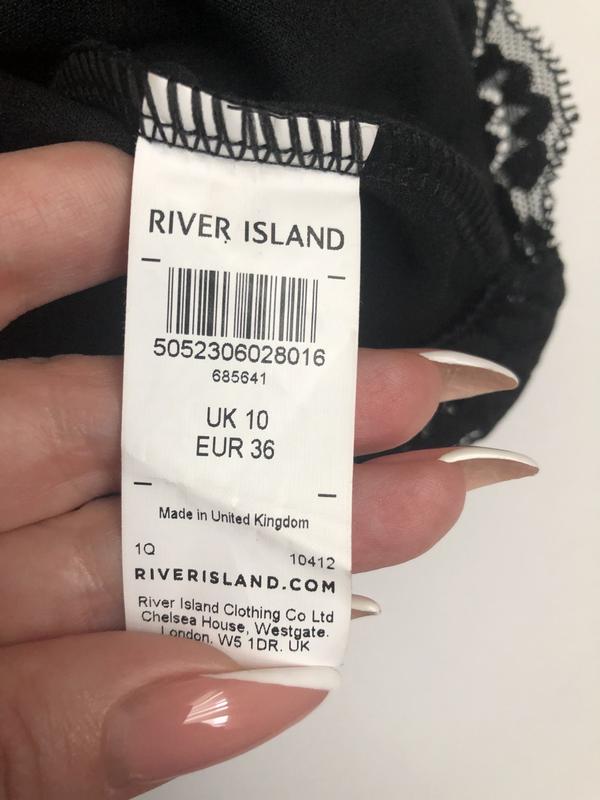 RIVER ISLAND
5052306028016
685641
UK 10
EUR 36
Made in United Kingdom
1Q 10412
RIVERISLAND.COM
River Island Clothing Co Ltd
Chelsea House, Westgate.
London, W5 1DR. UK